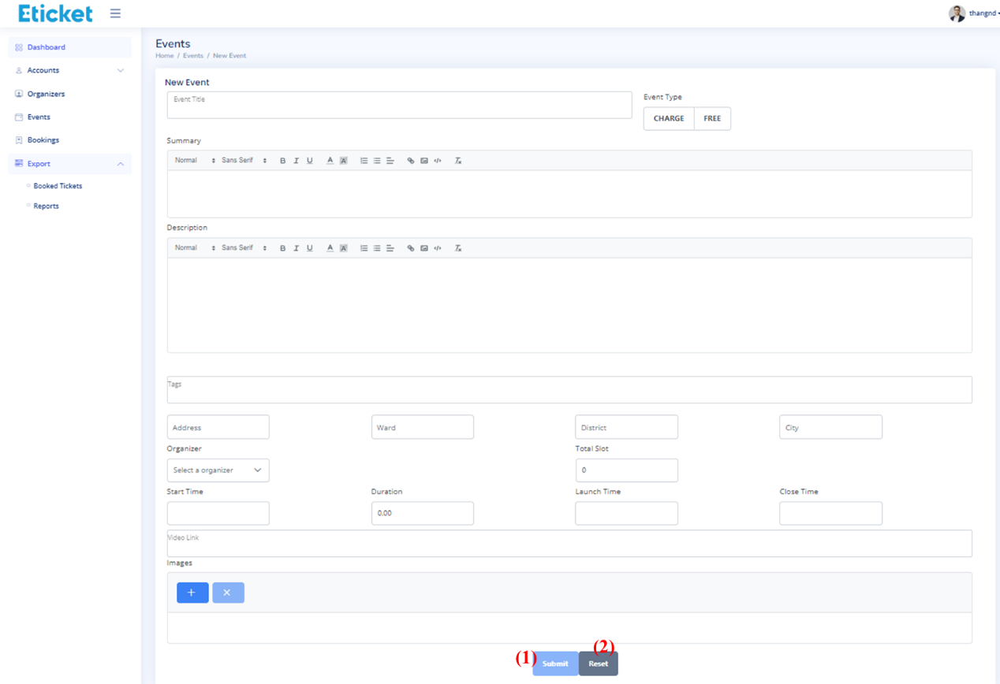 Eticket
thangnd
Dashboard
Accounts
Organizers
Events
Bookings
Export
Booked Tickets
Reports
Events
Home / Events / New Event
New Event
Event Title
Event Type
CHARGE FREE
Summary
Normal Sans Serif B I U A A </> Tx
Description
Normal Sans Serif B I U A A </> Tx
Tags
Address Ward District City
Organizer Total Slot
Select a organizer 0
Start Time Duration Launch Time Close Time
0.00
Video Link
Images
+ ×
(1) Submit (2) Reset